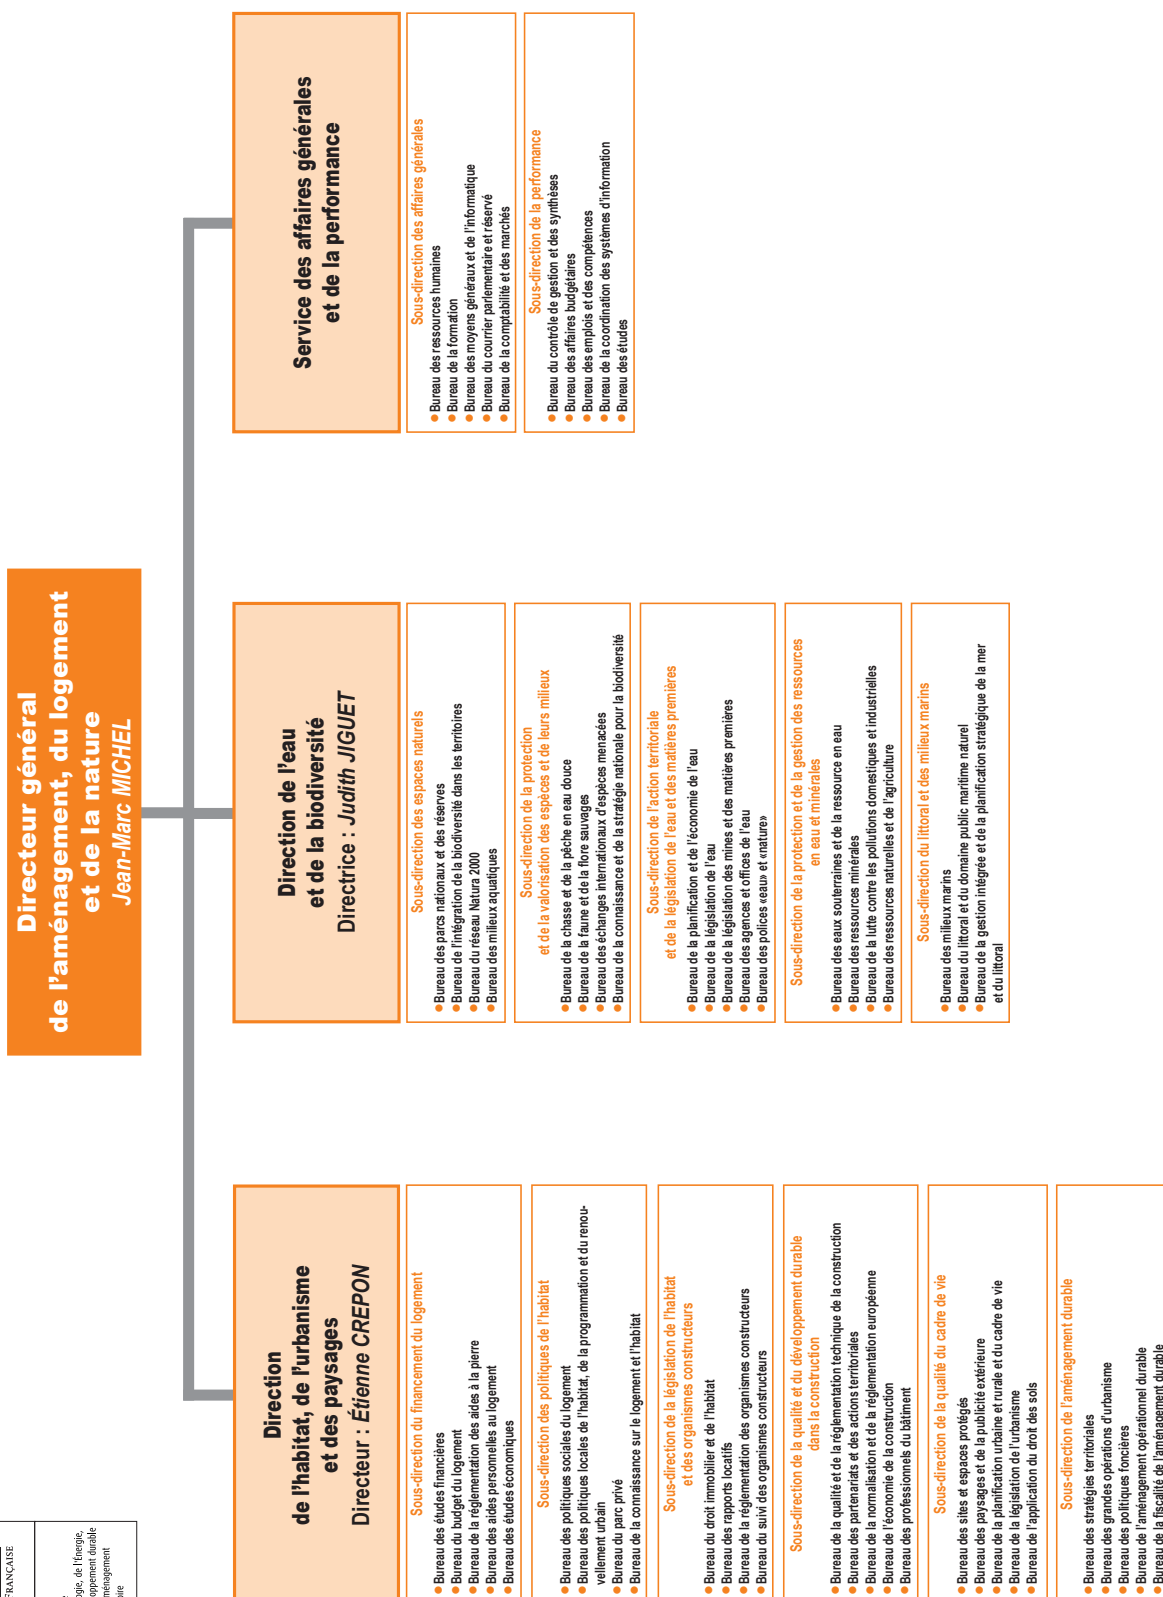 FRANÇAISE
Directeur général
de l’aménagement, du logement
et de la nature
Jean-Marc MICHEL
Direction
de l’habitat, de l’urbanisme
et des paysages
Directeur : Étienne CREPON
Sous-direction du financement du logement
● Bureau des études financières
● Bureau du budget du logement
● Bureau de la réglementation des aides à la pierre
● Bureau des aides personnelles au logement
● Bureau des études économiques
Sous-direction des politiques de l’habitat
● Bureau des politiques sociales du logement
● Bureau des politiques locales de l’habitat, de la programmation et du renou-
vellement urbain
● Bureau du parc privé
● Bureau de la connaissance sur le logement et l’habitat
Sous-direction de la législation de l’habitat
et des organismes constructeurs
● Bureau du droit immobilier et de l’habitat
● Bureau des rapports locatifs
● Bureau de la réglementation des organismes constructeurs
● Bureau du suivi des organismes constructeurs
Sous-direction de la qualité et du développement durable
dans la construction
● Bureau de la qualité et de la réglementation technique de la construction
● Bureau des partenariats et des actions territoriales
● Bureau de la normalisation et de la réglementation européenne
● Bureau de l’économie de la construction
● Bureau des professionnels du bâtiment
Sous-direction de la qualité du cadre de vie
● Bureau des sites et espaces protégés
● Bureau des paysages et de la publicité extérieure
● Bureau de la planification urbaine et rurale et du cadre de vie
● Bureau de la législation de l’urbanisme
● Bureau de l’application du droit des sols
Sous-direction de l’aménagement durable
● Bureau des stratégies territoriales
● Bureau des grandes opérations d’urbanisme
● Bureau des politiques foncières
● Bureau de l’aménagement opérationnel durable
● Bureau de la fiscalité de l’aménagement durable
Direction de l’eau
et de la biodiversité
Directrice : Judith JIGUET
Sous-direction des espaces naturels
● Bureau des parcs nationaux et des réserves
● Bureau de l’intégration de la biodiversité dans les territoires
● Bureau du réseau Natura 2000
● Bureau des milieux aquatiques
Sous-direction de la protection
et de la valorisation des espèces et de leurs milieux
● Bureau de la chasse et de la pêche en eau douce
● Bureau de la faune et de la flore sauvages
● Bureau des échanges internationaux d’espèces menacées
● Bureau de la connaissance et de la stratégie nationale pour la biodiversité
Sous-direction de l’action territoriale
et de la législation de l’eau et des matières premières
● Bureau de la planification et de l’économie de l’eau
● Bureau de la législation de l’eau
● Bureau de la législation des mines et des matières premières
● Bureau des agences et offices de l’eau
● Bureau des polices «eau» et «nature»
Sous-direction de la protection et de la gestion des ressources
en eau et minérales
● Bureau des eaux souterraines et de la ressource en eau
● Bureau des ressources minérales
● Bureau de la lutte contre les pollutions domestiques et industrielles
● Bureau des ressources naturelles et de l’agriculture
Sous-direction du littoral et des milieux marins
● Bureau des milieux marins
● Bureau du littoral et du domaine public maritime naturel
● Bureau de la gestion intégrée et de la planification stratégique de la mer
et du littoral
Service des affaires générales
et de la performance
Sous-direction des affaires générales
● Bureau des ressources humaines
● Bureau de la formation
● Bureau des moyens généraux et de l’informatique
● Bureau du courrier parlementaire et réservé
● Bureau de la comptabilité et des marchés
Sous-direction de la performance
● Bureau du contrôle de gestion et des synthèses
● Bureau des affaires budgétaires
● Bureau des emplois et des compétences
● Bureau de la coordination des systèmes d’information
● Bureau des études